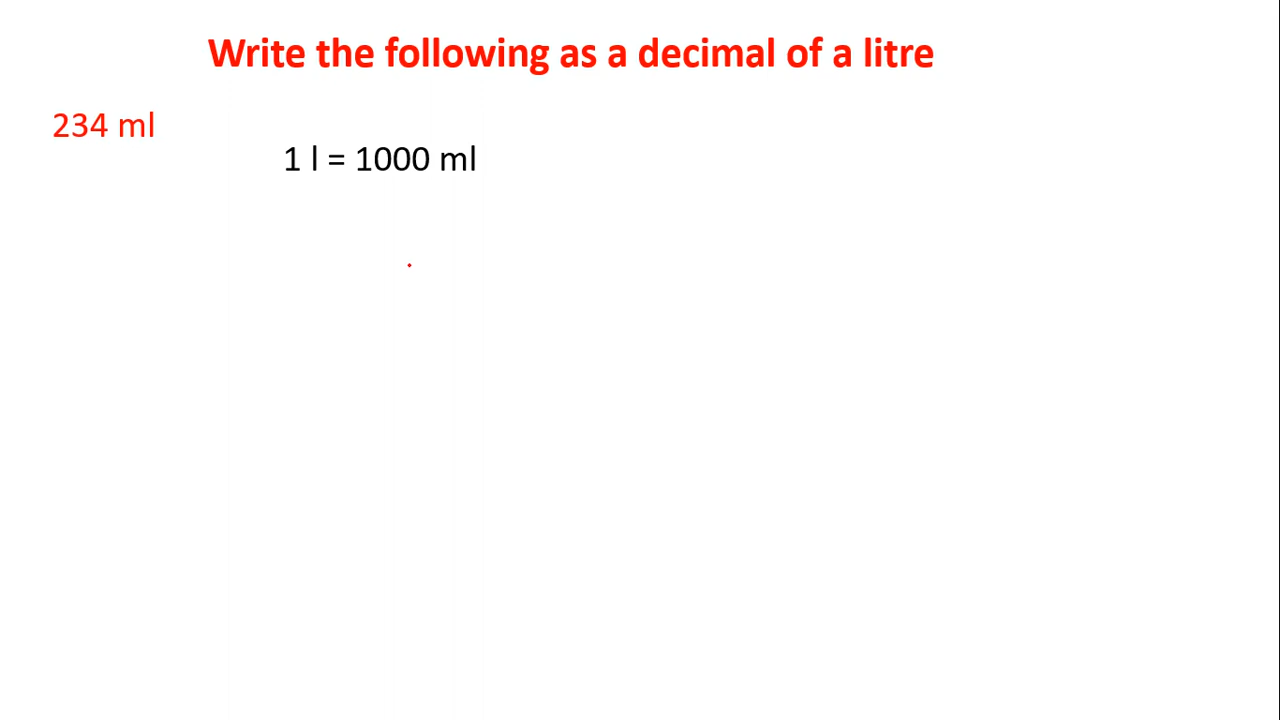 Write the following as a decimal of a litre
234 ml
1 l = 1000 ml